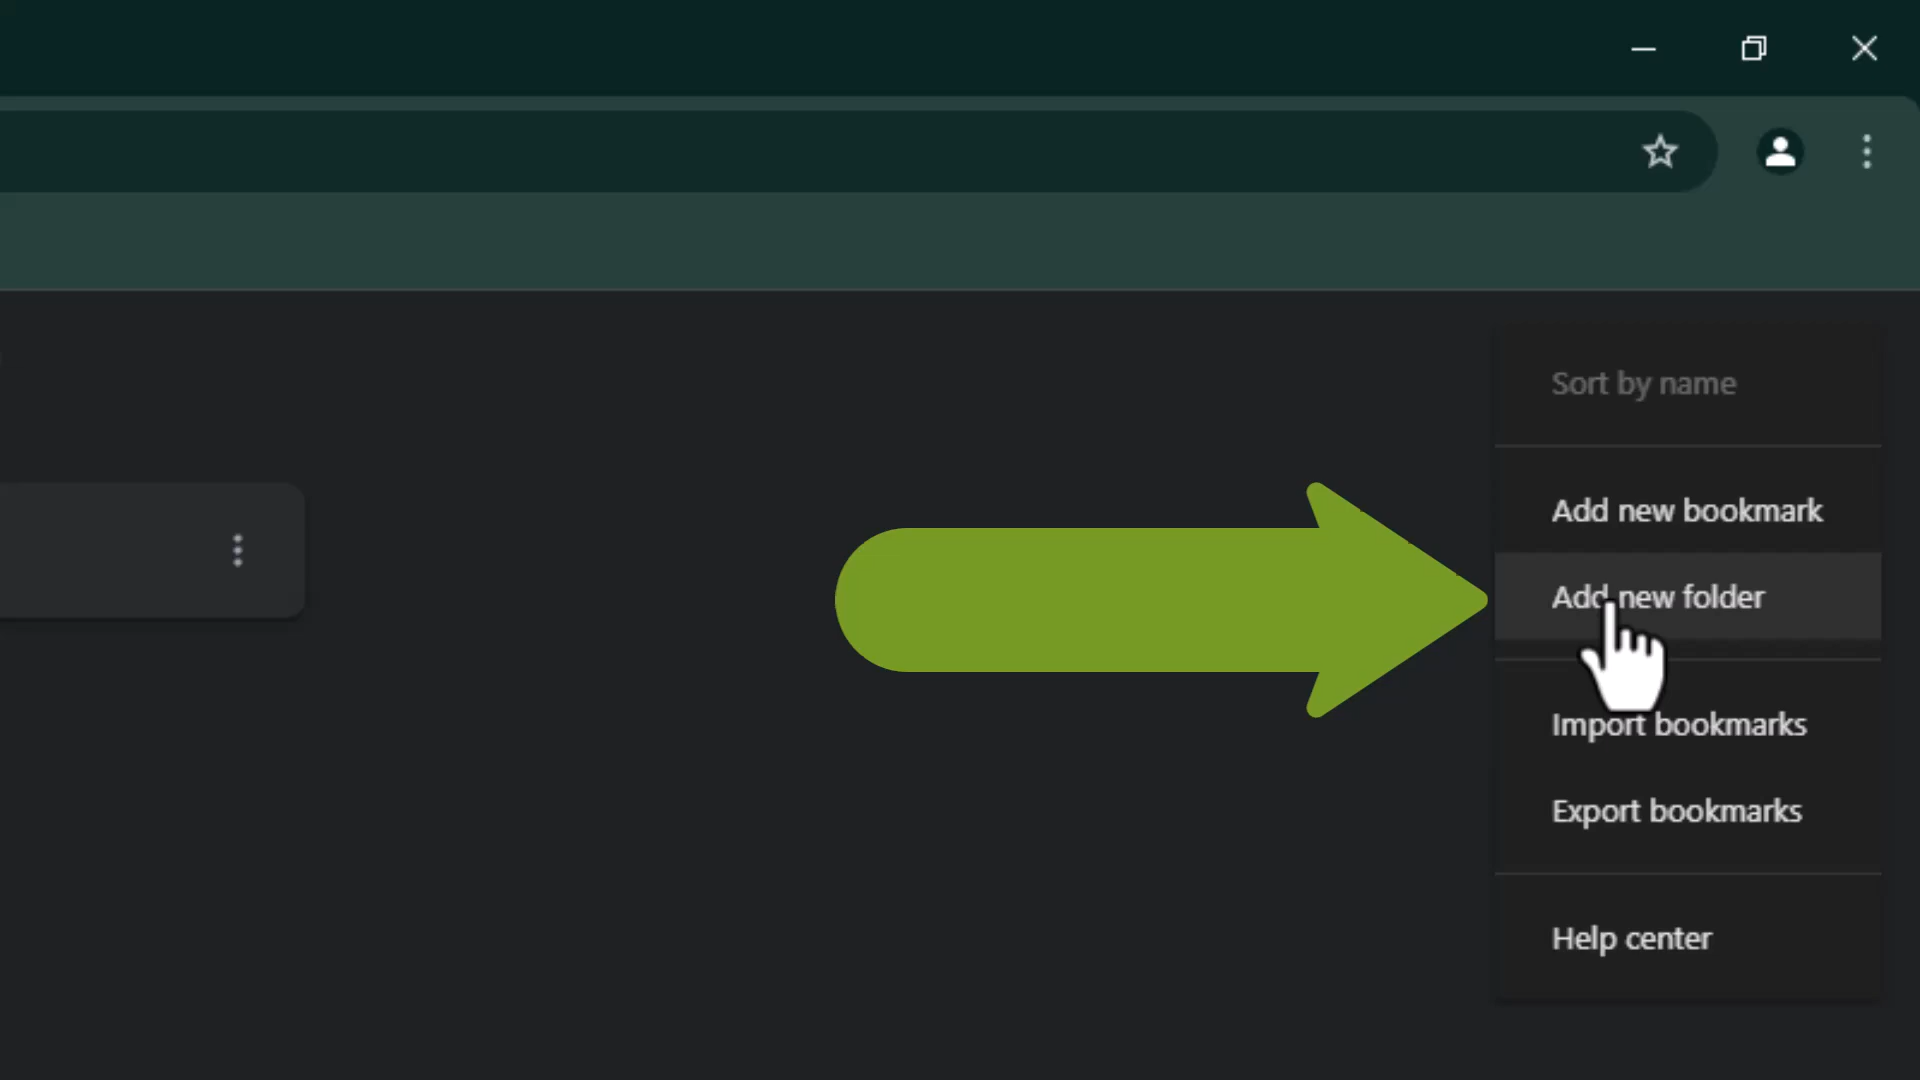 Sort by name
Add new bookmark
Add new folder
Import bookmarks
Export bookmarks
Help center